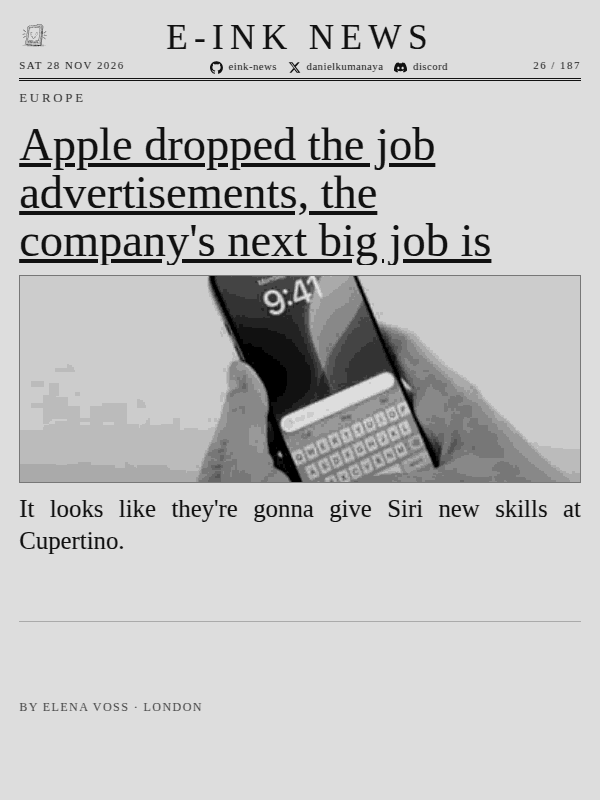 E-INK NEWS
SAT 28 NOV 2026
eink-news
danielkumanaya
discord
26 / 187
EUROPE
Apple dropped the job
advertisements, the
company's next big job is
9:41
It looks like they're gonna give Siri new skills at
Cupertino.
BY ELENA VOSS · LONDON